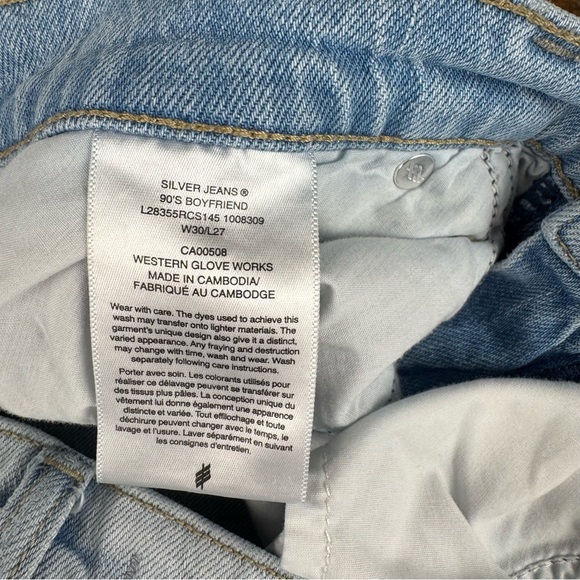 SILVER JEANS ®
90'S BOYFRIEND
L28355RCS145 1008309
W30/L27
CA00508
WESTERN GLOVE WORKS
MADE IN CAMBODIA/
FABRIQUÉ AU CAMBODGE
Wear with care. The dyes used to achieve this
wash may transfer onto lighter materials. The
garment's unique design also give it a distinct,
varied appearance. Any fraying and destruction
may change with time, wash and wear. Wash
separately following care instructions.
Porter avec soin. Les colorants utilisés pour
réaliser ce délavage peuvent se transférer sur
des tissus plus pâles. La conception unique du
vêtement lui donne également une apparence
distincte et variée. Tout effilochage et toute
déchirure peuvent changer avec le temps, le
lavage et l'usure. Laver séparément en suivant
les consignes d'entretien.